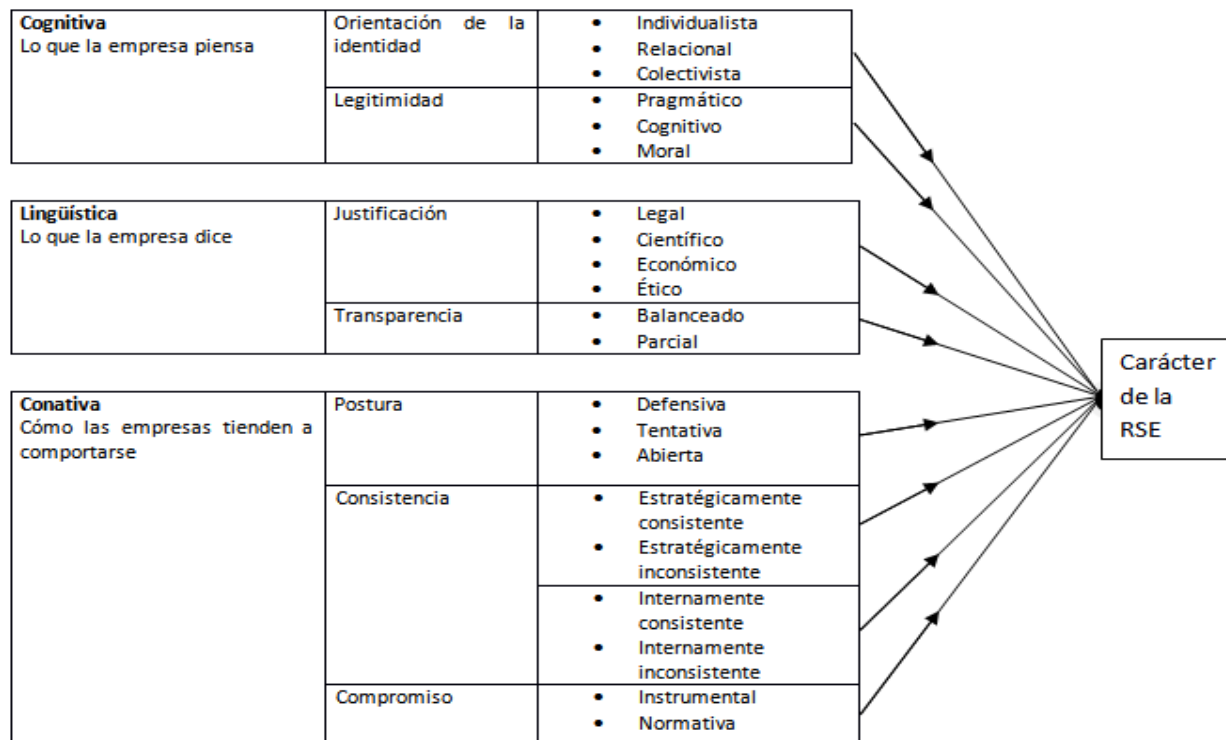 Cognitiva
Lo que la empresa piensa
Orientación de la
identidad
• Individualista
• Relacional
• Colectivista
Legitimidad
• Pragmático
• Cognitivo
• Moral
Lingüística
Lo que la empresa dice
Justificación
• Legal
• Científico
• Económico
• Ético
Transparencia
• Balanceado
• Parcial
Conativa
Cómo las empresas tienden a
comportarse
Postura
• Defensiva
• Tentativa
• Abierta
Consistencia
• Estratégicamente
consistente
• Estratégicamente
inconsistente
• Internamente
consistente
• Internamente
inconsistente
Compromiso
• Instrumental
• Normativa
Carácter
de la
RSE